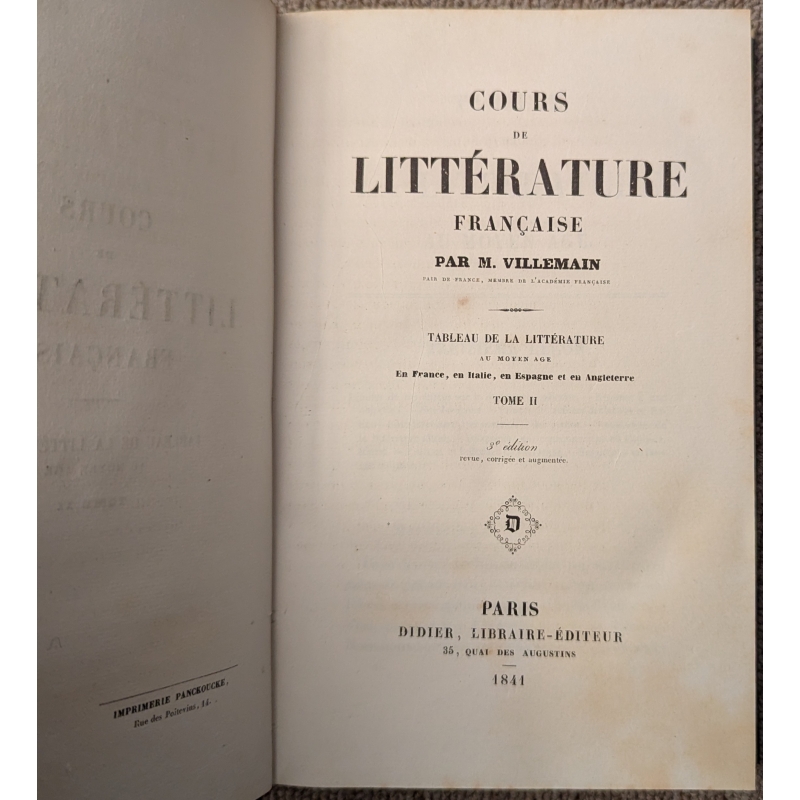 IMPRIMERIE PANCKOUCKE,
Rue des Poitevins, 14.
COURS
DE
LITTÉRATURE
FRANÇAISE
PAR M. VILLEMAIN
PAIR DE FRANCE, MEMBRE DE L'ACADÉMIE FRANÇAISE
TABLEAU DE LA LITTÉRATURE
AU MOYEN AGE
En France, en Italie, en Espagne et en Angleterre
TOME II
3e édition
revue, corrigée et augmentée.
D
PARIS
DIDIER, LIBRAIRE-ÉDITEUR
35, QUAI DES AUGUSTINS
1841